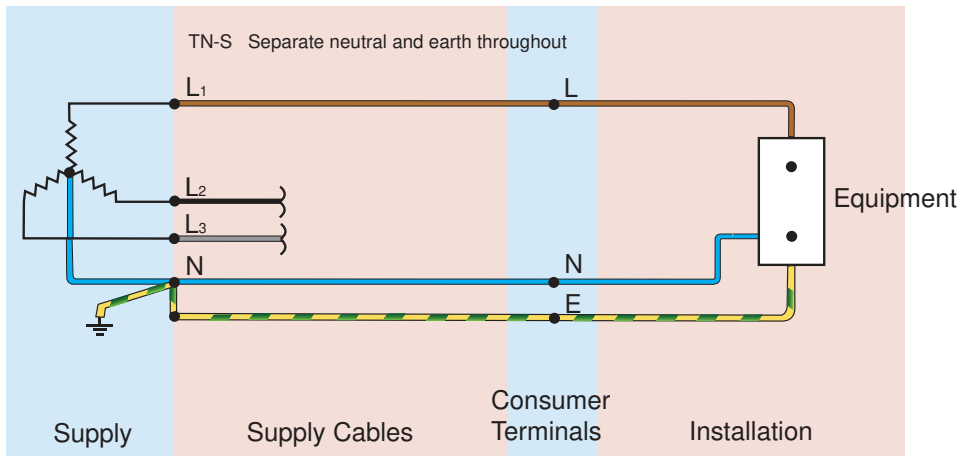 TN-S Separate neutral and earth throughout
L1
L
L2
Equipment
L3
N
N
E
Supply
Supply Cables
Consumer
Terminals
Installation